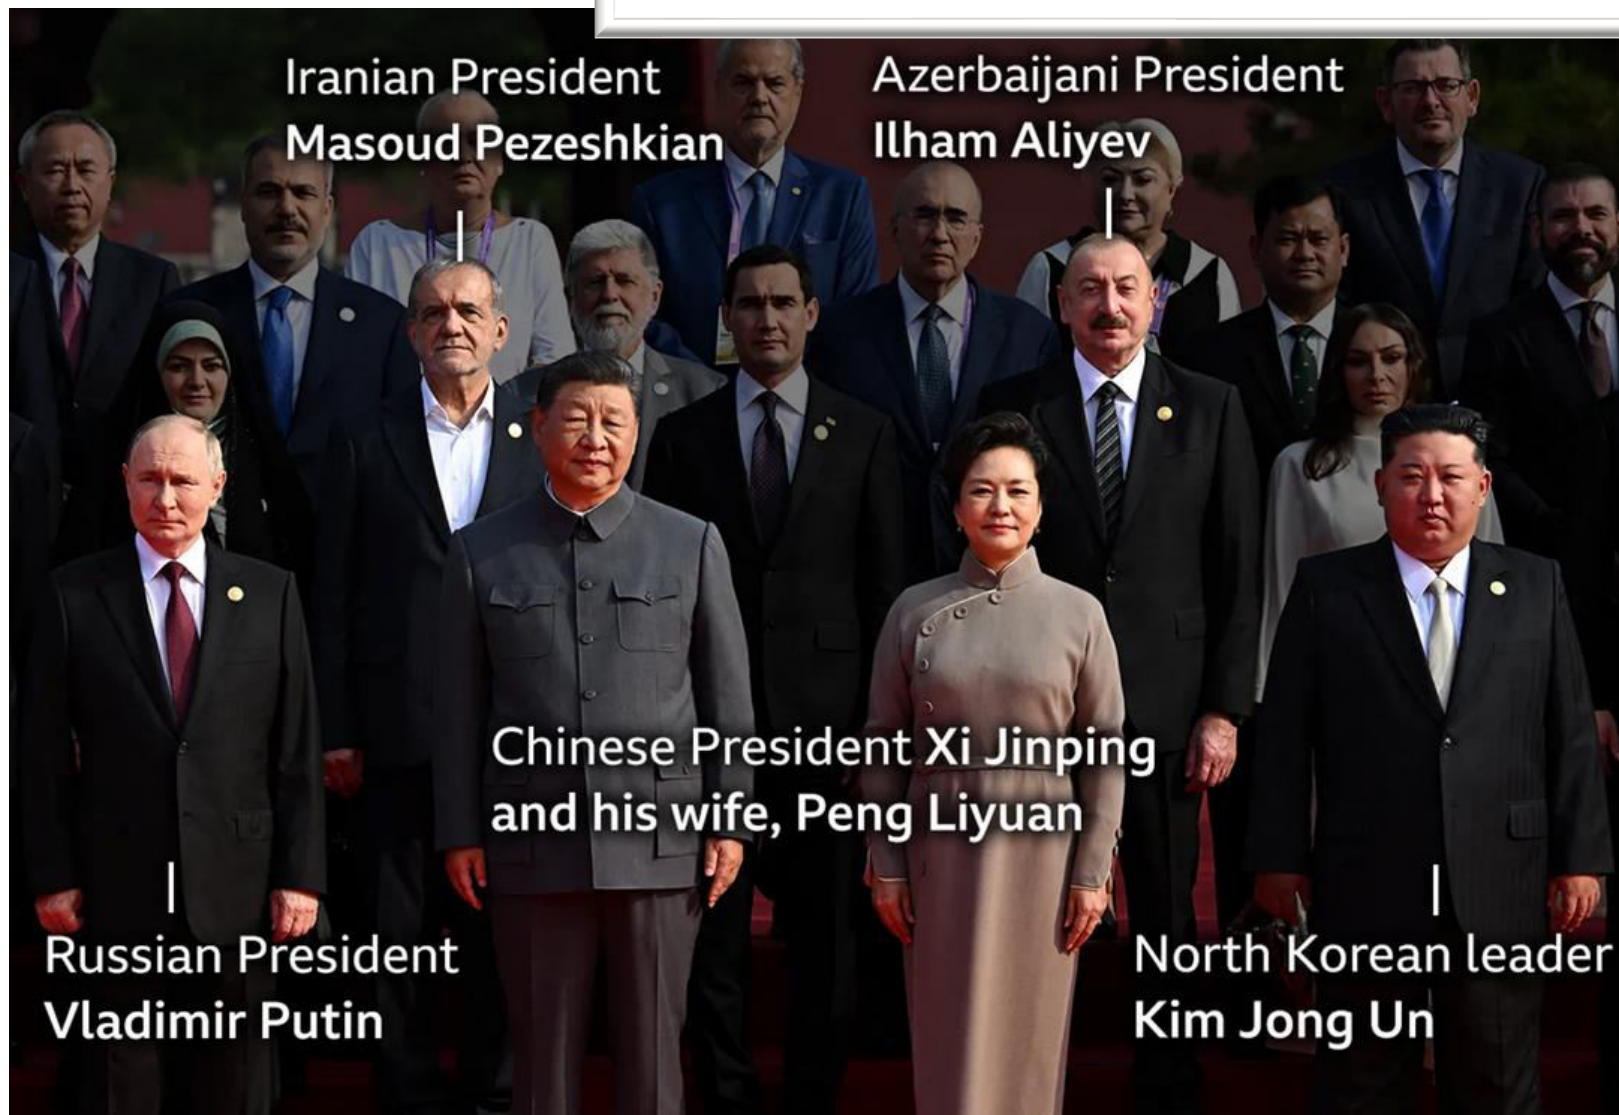 Iranian President
Masoud Pezeshkian
Azerbaijani President
Ilham Aliyev
Chinese President Xi Jinping
and his wife, Peng Liyuan
Russian President
Vladimir Putin
North Korean leader
Kim Jong Un